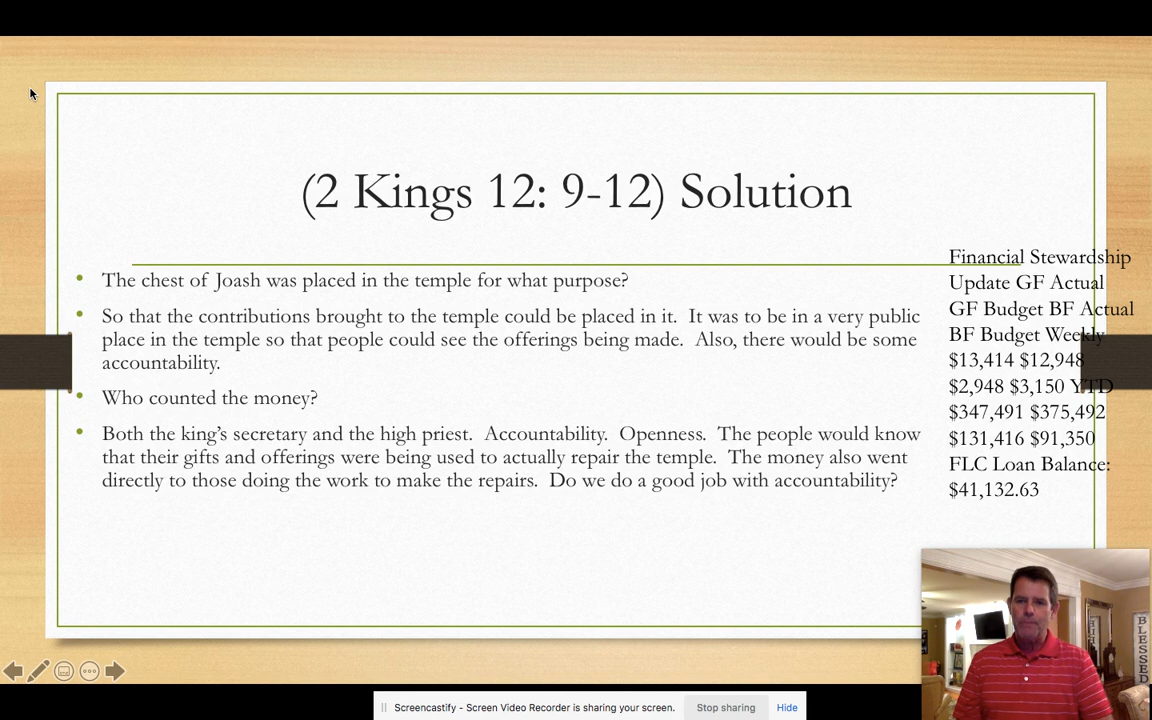 (2 Kings 12: 9-12) Solution
• The chest of Joash was placed in the temple for what purpose?
• So that the contributions brought to the temple could be placed in it.  It was to be in a very public
place in the temple so that people could see the offerings being made.  Also, there would be some
accountability.
• Who counted the money?
• Both the king’s secretary and the high priest.  Accountability.  Openness.  The people would know
that their gifts and offerings were being used to actually repair the temple.  The money also went
directly to those doing the work to make the repairs.  Do we do a good job with accountability?
Financial Stewardship
Update GF Actual
GF Budget BF Actual
BF Budget Weekly
$13,414 $12,948
$2,948 $3,150 YTD
$347,491 $375,492
$131,416 $91,350
FLC Loan Balance:
$41,132.63
BLESSED
Screencastify - Screen Video Recorder is sharing your screen.
Stop sharing
Hide